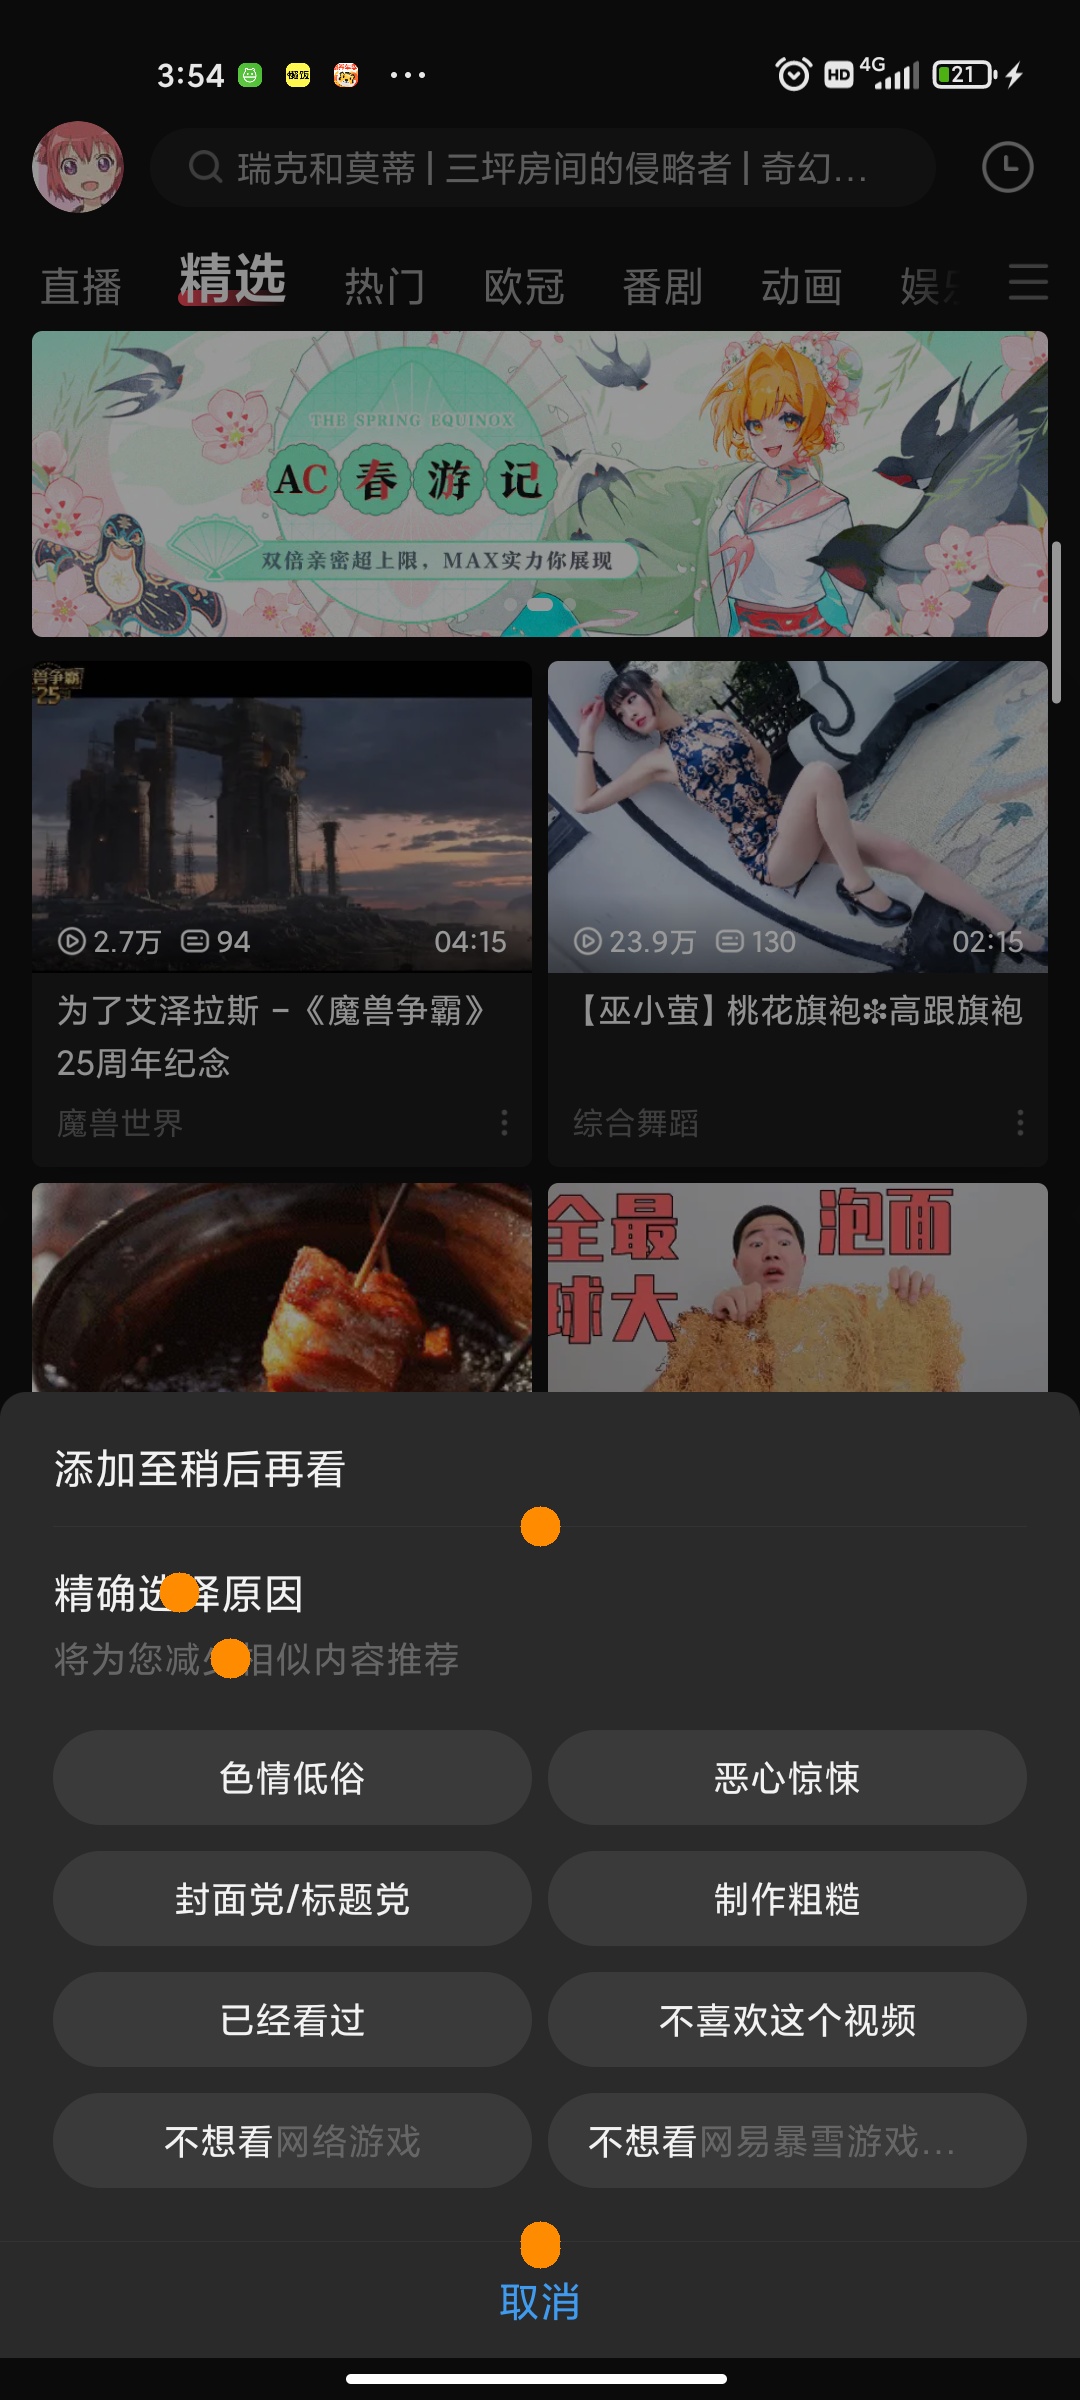 3:54
懒饭
HD 4G 21
瑞克和莫蒂 | 三坪房间的侵略者 | 奇幻...
直播 精选 热门 欧冠 番剧 动画 娱乐
THE SPRING EQUINOX
AC春游记
双倍亲密超上限，MAX实力你展现
兽争霸
25
2.7万 94 04:15
23.9万 130 02:15
为了艾泽拉斯 –《魔兽争霸》
25周年纪念
【巫小萤】桃花旗袍❇高跟旗袍
魔兽世界
综合舞蹈
全最 泡面
球大
添加至稍后再看
精确选择原因
将为您减少相似内容推荐
色情低俗
恶心惊悚
封面党/标题党
制作粗糙
已经看过
不喜欢这个视频
不想看网络游戏
不想看网易暴雪游戏...
取消